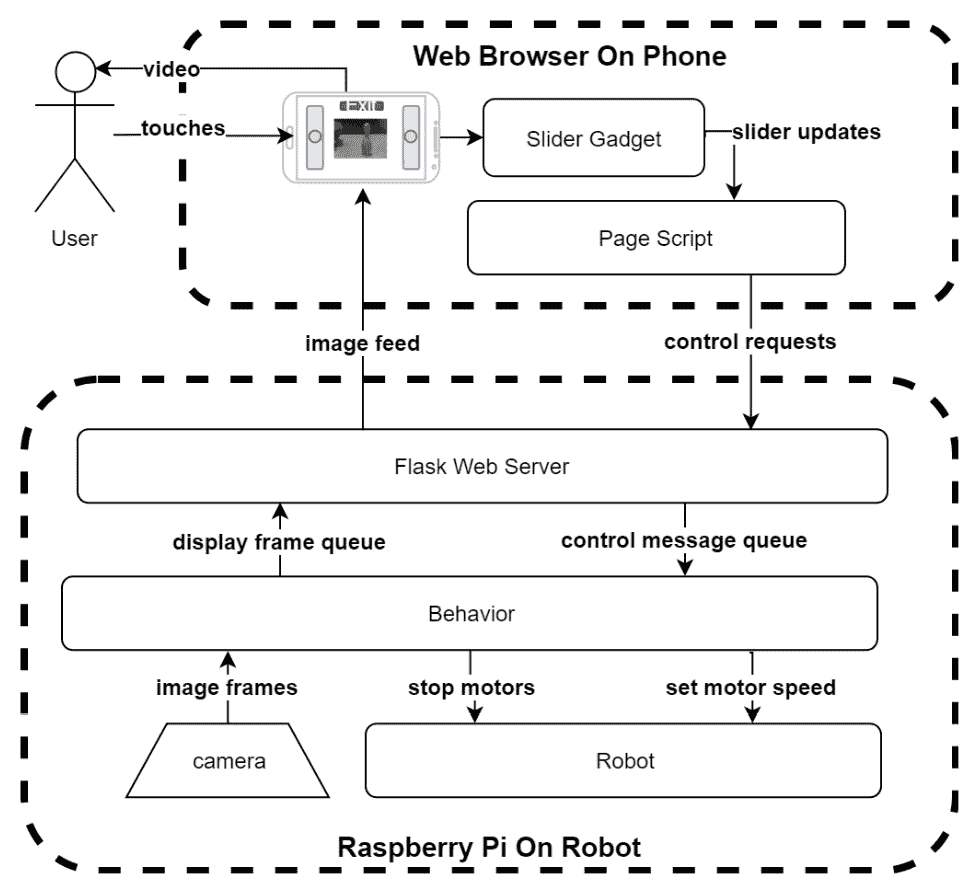 Web Browser On Phone
video
EXIT
touches
Slider Gadget
slider updates
User
Page Script
image feed
control requests
Flask Web Server
display frame queue
control message queue
Behavior
image frames
stop motors
set motor speed
camera
Robot
Raspberry Pi On Robot